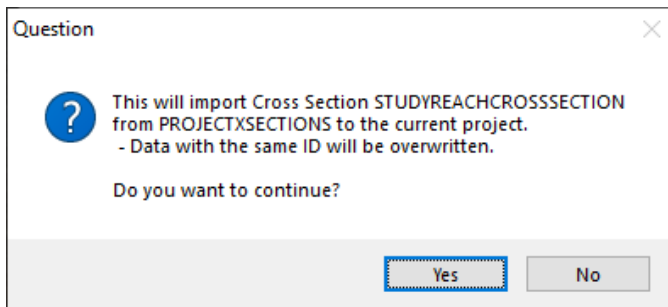 Question
This will import Cross Section STUDYREACHCROSSSECTION
from PROJECTXSECTIONS to the current project.
- Data with the same ID will be overwritten.
Do you want to continue?
Yes No